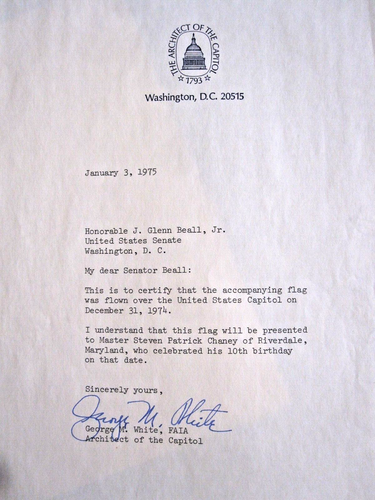 THE ARCHITECT OF THE CAPITOL
☆ 1793 ☆
Washington, D.C. 20515
January 3, 1975
Honorable J. Glenn Beall, Jr.
United States Senate
Washington, D. C.
My dear Senator Beall:
This is to certify that the accompanying flag
was flown over the United States Capitol on
December 31, 1974.
I understand that this flag will be presented
to Master Steven Patrick Chaney of Riverdale,
Maryland, who celebrated his 10th birthday
on that date.
Sincerely yours,
George M. White
George M. White, FAIA
Architect of the Capitol